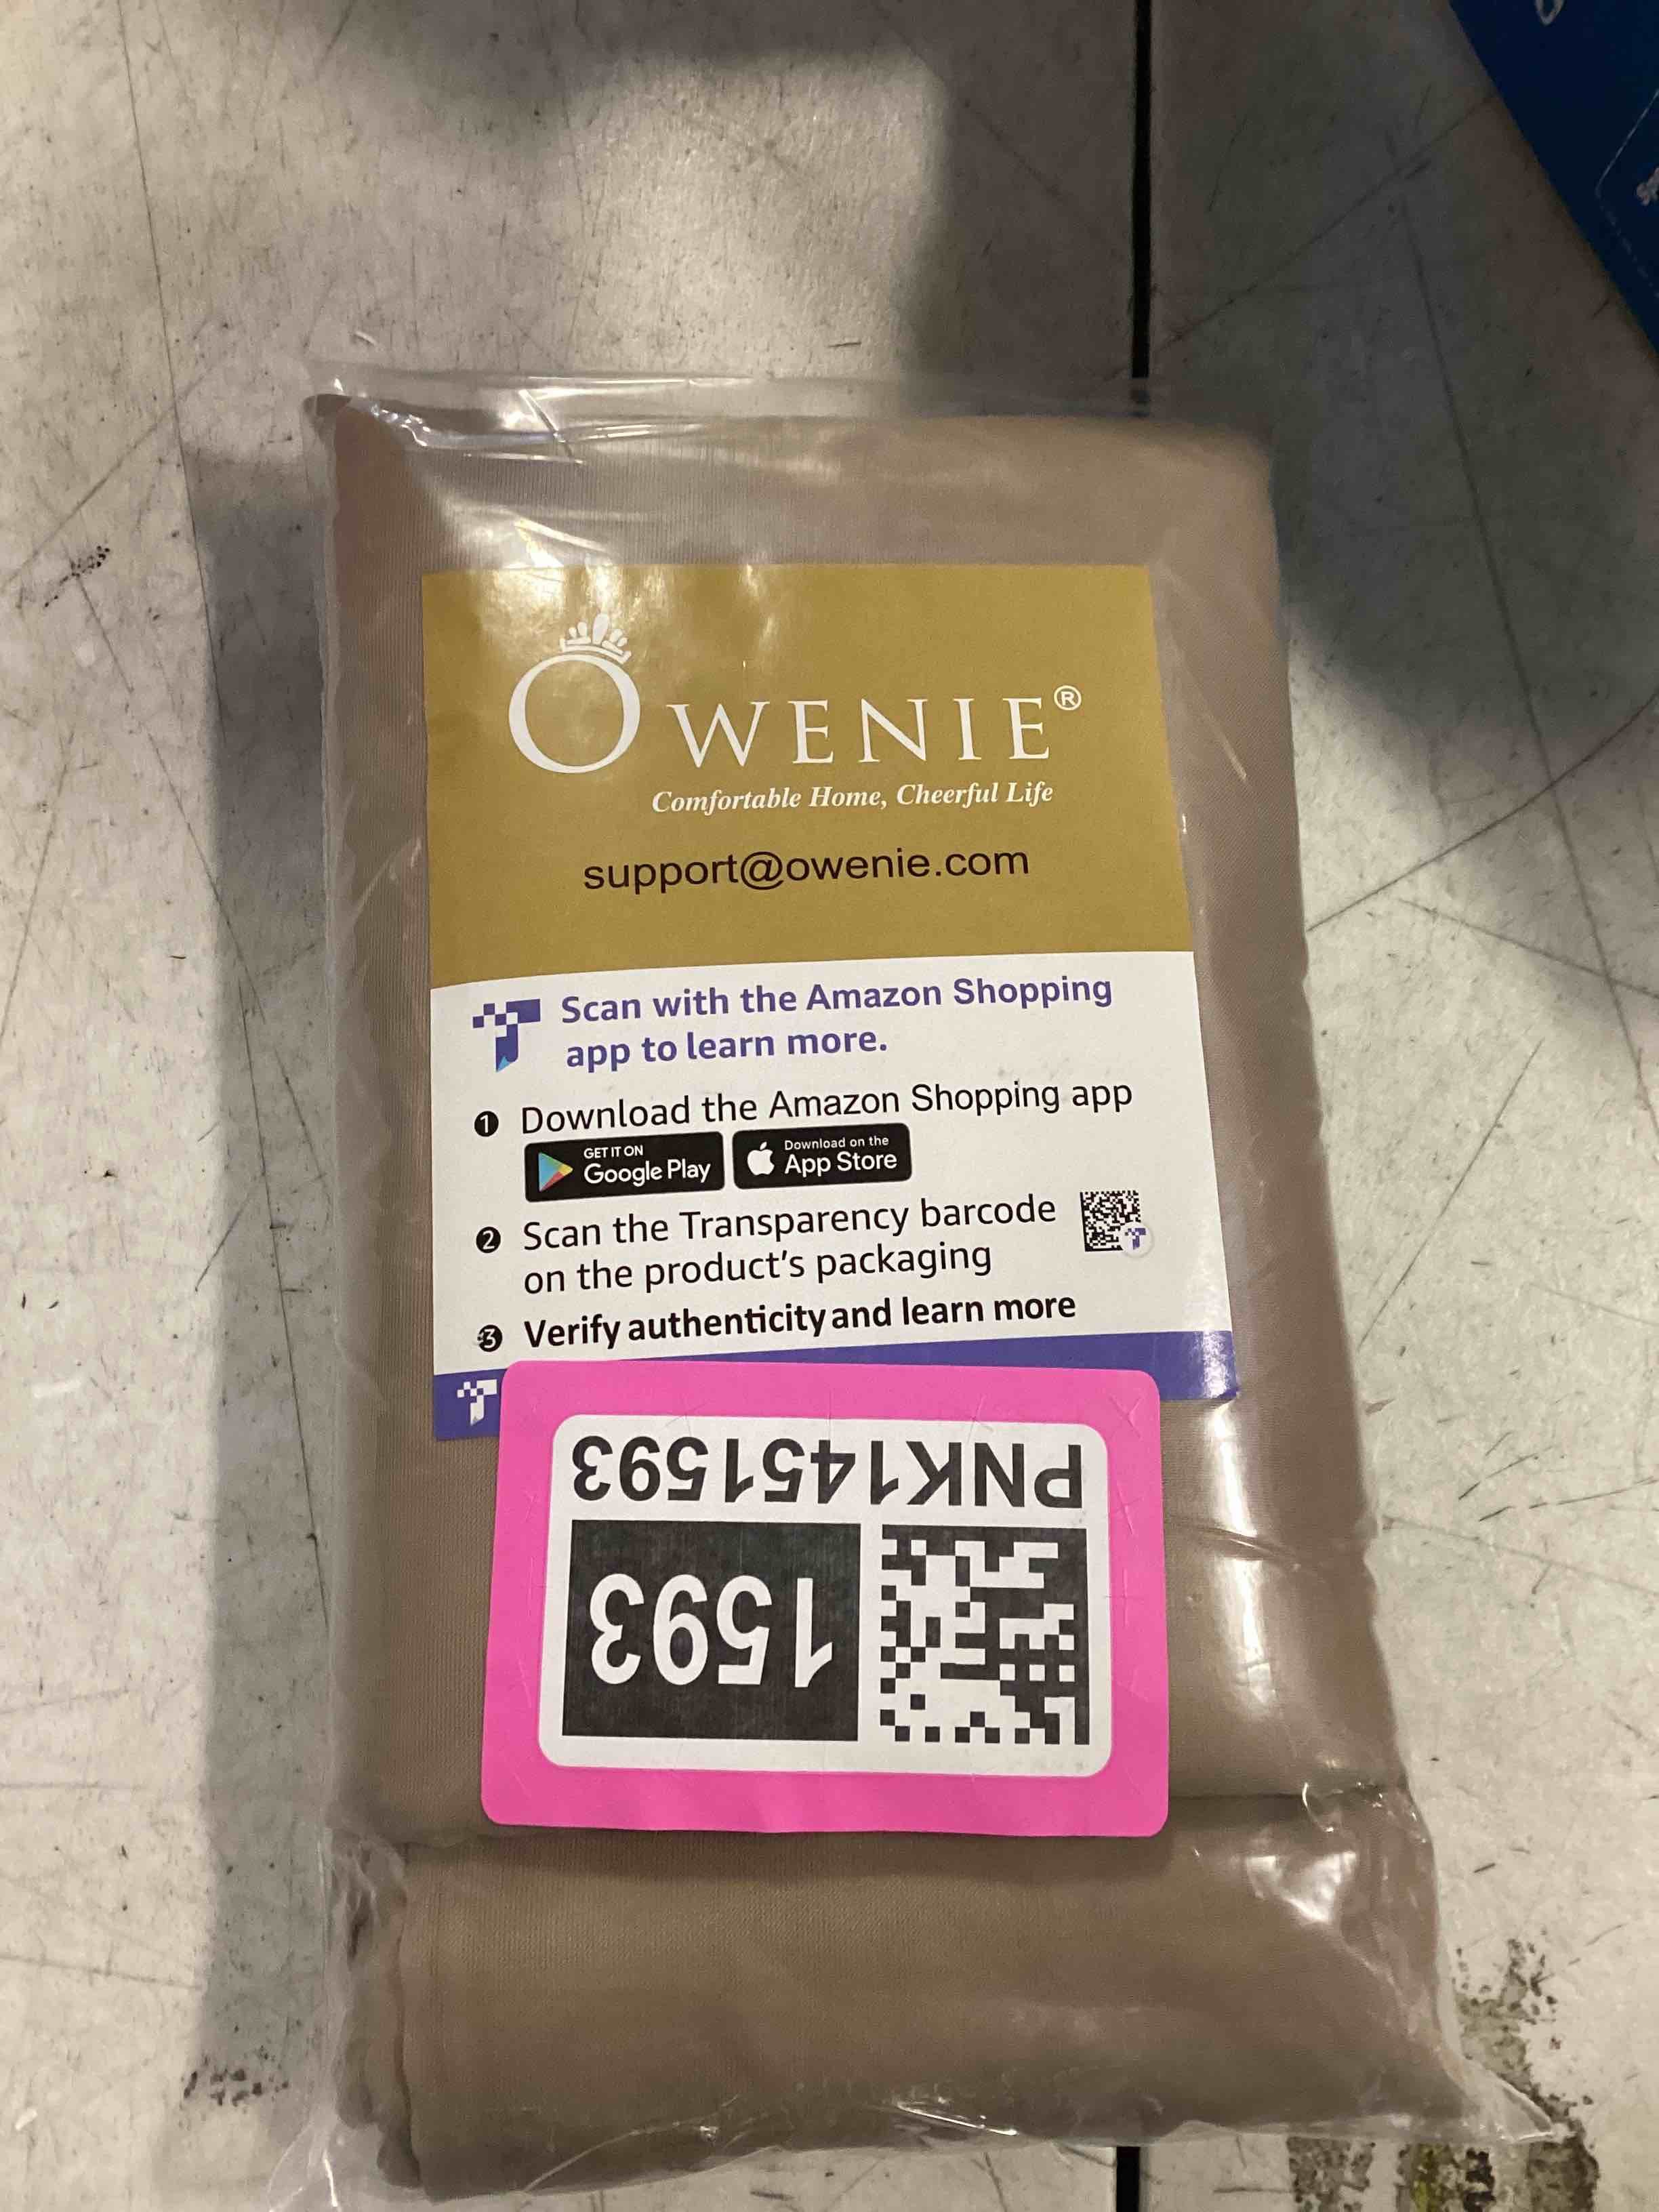 OWENIE®
Comfortable Home, Cheerful Life
support@owenie.com
Scan with the Amazon Shopping
app to learn more.
1 Download the Amazon Shopping app
GET IT ON
Google Play
Download on the
App Store
2 Scan the Transparency barcode
on the product's packaging
3 Verify authenticity and learn more
PNK1451593
1593